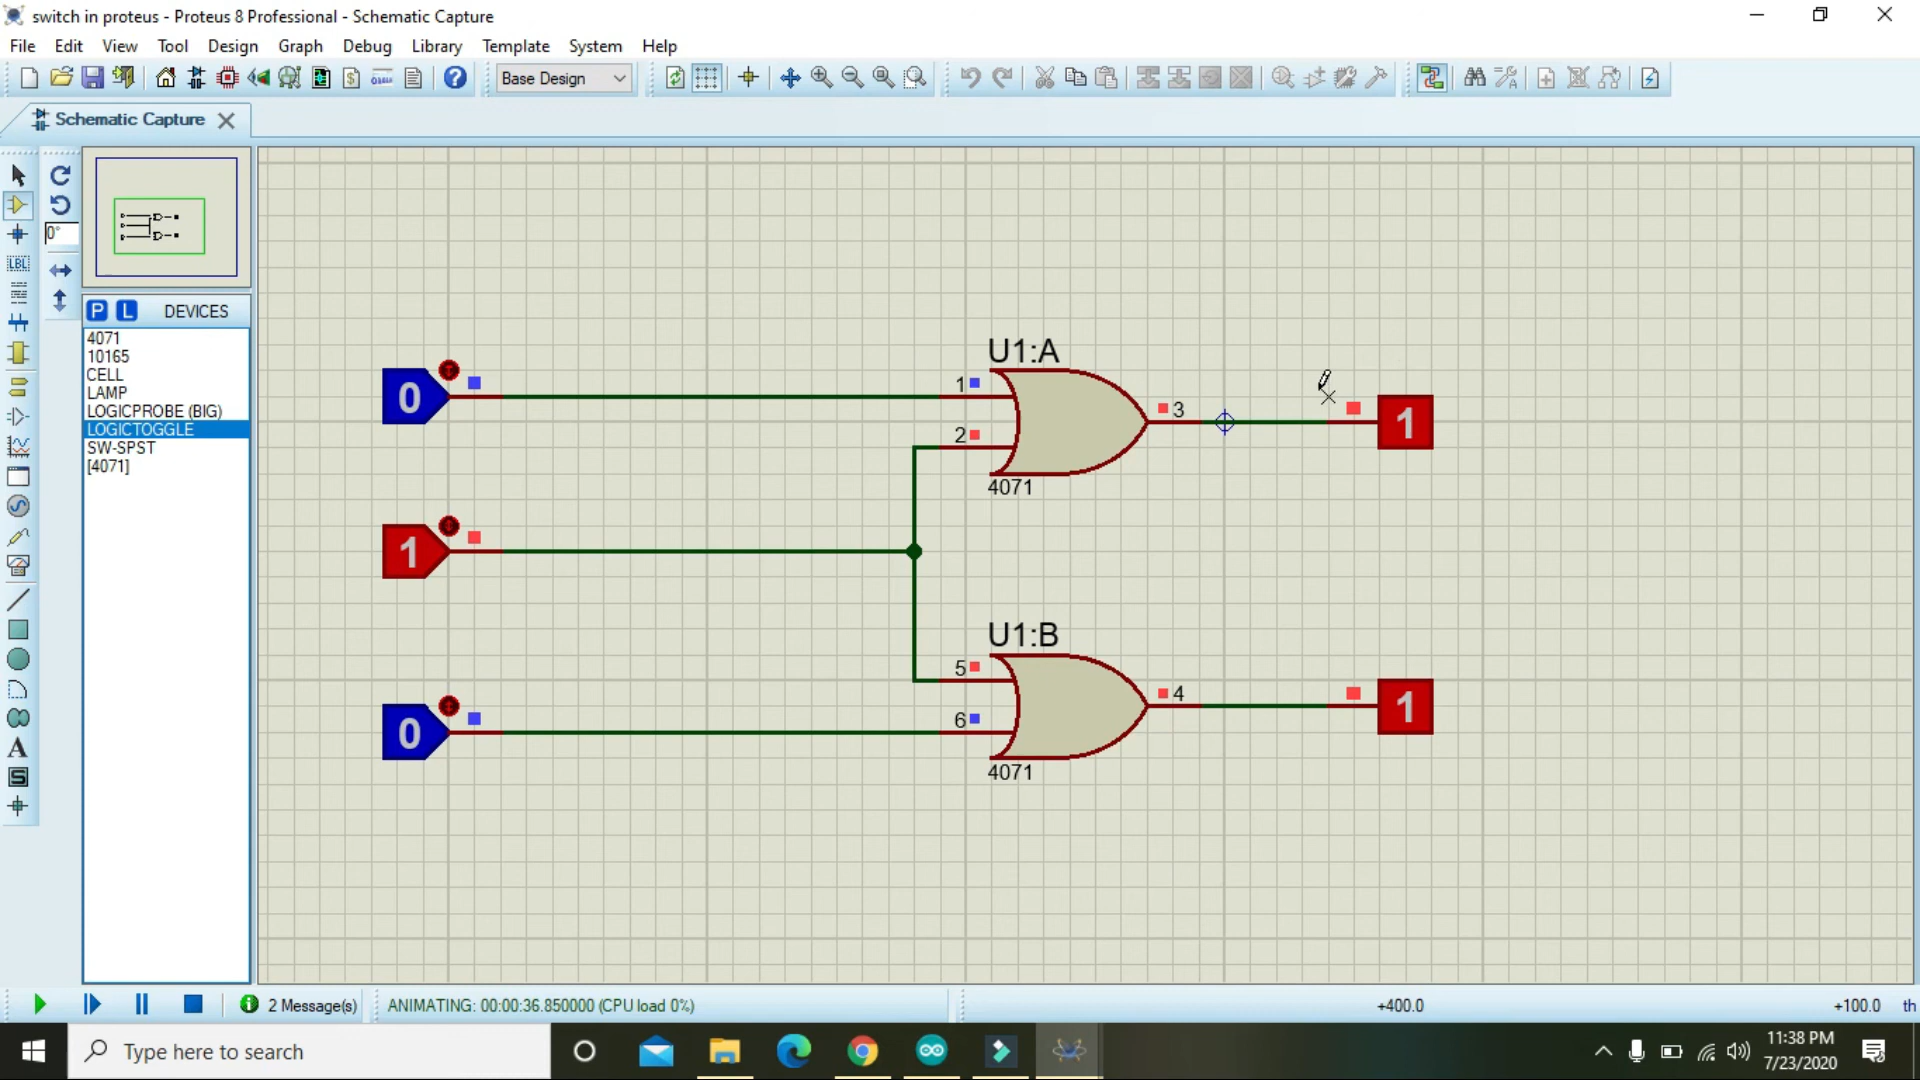 switch in proteus - Proteus 8 Professional - Schematic Capture
File Edit View Tool Design Graph Debug Library Template System Help
Base Design
Schematic Capture
LBL
0°
P L DEVICES
4071
10165
CELL
LAMP
LOGICPROBE (BIG)
LOGICTOGGLE
SW-SPST
[4071]
A
S
U1:A
0
1
2
3
1
4071
1
U1:B
5
6
4
1
0
4071
2 Message(s)
ANIMATING: 00:00:36.850000 (CPU load 0%)
+400.0
+100.0
th
Type here to search
11:38 PM
7/23/2020